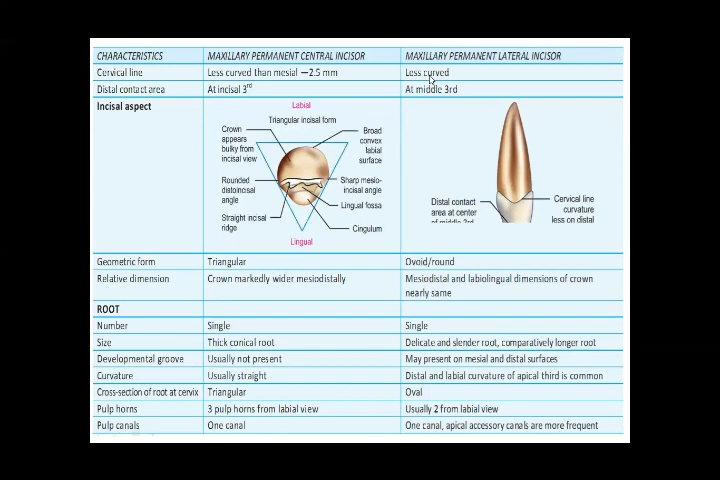 CHARACTERISTICS MAXILLARY PERMANENT CENTRAL INCISOR MAXILLARY PERMANENT LATERAL INCISOR
Cervical line Less curved than mesial —2.5 mm Less curved
Distal contact area At incisal 3rd At middle 3rd
Incisal aspect
Labial
Triangular incisal form
Crown
appears
bulky from
incisal view
Broad
convex
labial
surface
Rounded
distoincisal
angle
Sharp mesio-
incisal angle
Lingual fossa
Straight incisal
ridge
Cingulum
Lingual
Distal contact
area at center
of middle 3rd
Cervical line
curvature
less on distal
Geometric form Triangular Ovoid/round
Relative dimension Crown markedly wider mesiodistally Mesiodistal and labiolingual dimensions of crown
nearly same
ROOT
Number Single Single
Size Thick conical root Delicate and slender root, comparatively longer root
Developmental groove Usually not present May present on mesial and distal surfaces
Curvature Usually straight Distal and labial curvature of apical third is common
Cross-section of root at cervix Triangular Oval
Pulp horns 3 pulp horns from labial view Usually 2 from labial view
Pulp canals One canal One canal, apical accessory canals are more frequent